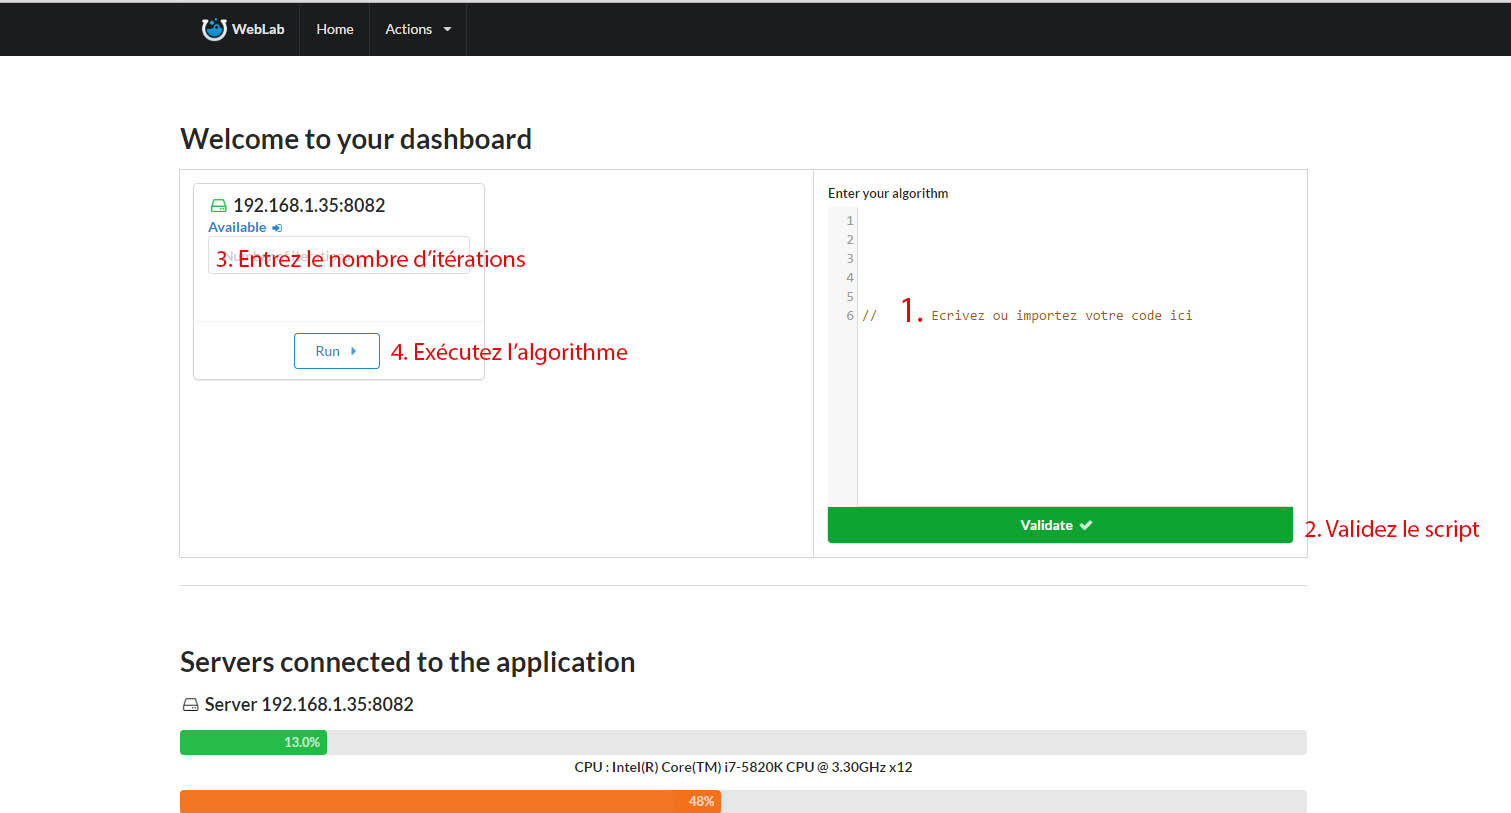 WebLab Home Actions
Welcome to your dashboard
192.168.1.35:8082
Available
3. Entrez le nombre d'itérations
Run
4. Exécutez l'algorithme
Enter your algorithm
1
2
3
4
5
6 // 1. Ecrivez ou importez votre code ici
Validate
2. Validez le script
Servers connected to the application
Server 192.168.1.35:8082
13.0%
CPU : Intel(R) Core(TM) i7-5820K CPU @ 3.30GHz x12
48%